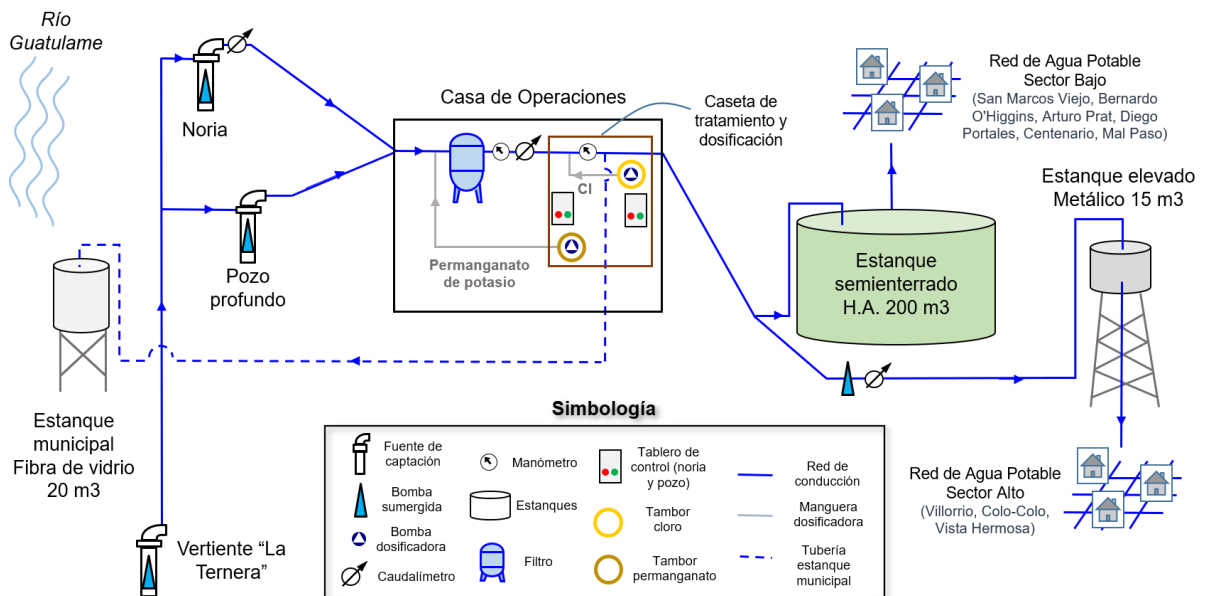 Río
Guatulame
Noria
Pozo
profundo
Casa de Operaciones
Caseta de
tratamiento y
dosificación
Cl
Permanganato
de potasio
Red de Agua Potable
Sector Bajo
(San Marcos Viejo, Bernardo
O'Higgins, Arturo Prat, Diego
Portales, Centenario, Mal Paso)
Estanque elevado
Metálico 15 m3
Estanque
semienterrado
H.A. 200 m3
Estanque
municipal
Fibra de vidrio
20 m3
Vertiente “La
Ternera”
Red de Agua Potable
Sector Alto
(Villorrio, Colo-Colo,
Vista Hermosa)
Simbología
Fuente de
captación
Bomba
sumergida
Bomba
dosificadora
Caudalímetro
Manómetro
Estanques
Filtro
Tablero de
control (noria
y pozo)
Tambor
cloro
Tambor
permanganato
Red de
conducción
Manguera
dosificadora
Tubería
estanque
municipal